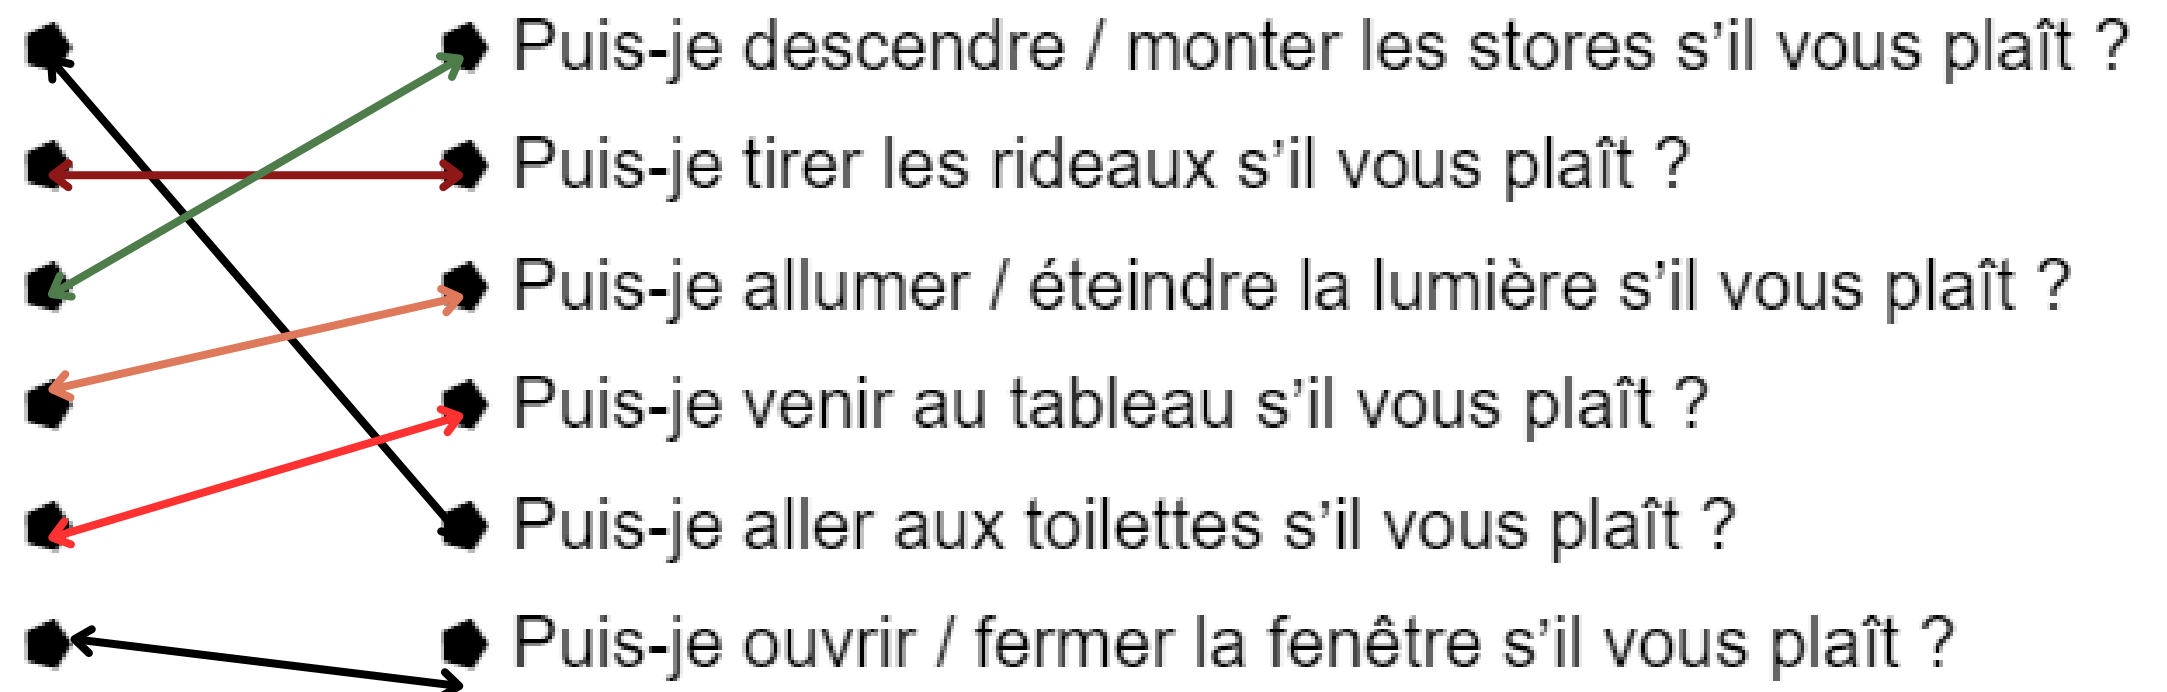 Puis-je descendre / monter les stores s’il vous plaît ?
Puis-je tirer les rideaux s’il vous plaît ?
Puis-je allumer / éteindre la lumière s’il vous plaît ?
Puis-je venir au tableau s’il vous plaît ?
Puis-je aller aux toilettes s’il vous plaît ?
Puis-je ouvrir / fermer la fenêtre s’il vous plaît ?